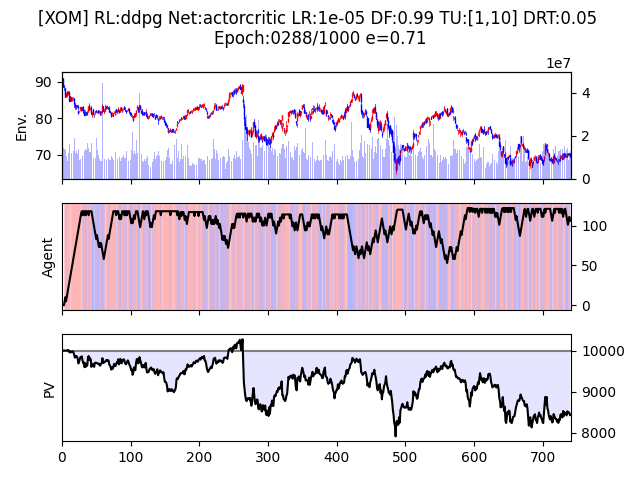 [XOM] RL:ddpg Net:actorcritic LR:1e-05 DF:0.99 TU:[1,10] DRT:0.05
Epoch:0288/1000 e=0.71
1e7
90
80
70
Env.
4
2
0
Agent
100
50
0
PV
10000
9000
8000
0 100 200 300 400 500 600 700